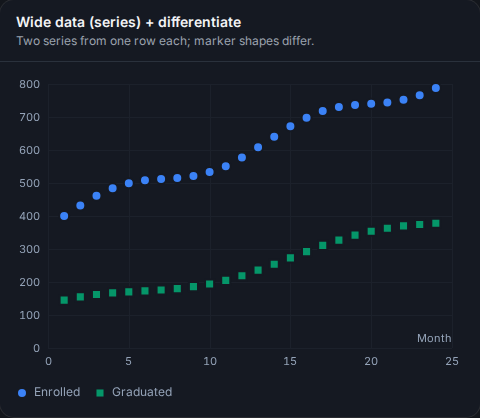 Wide data (series) + differentiate
Two series from one row each; marker shapes differ.
800
700
600
500
400
300
200
100
0
Month
0 5 10 15 20 25
Enrolled Graduated